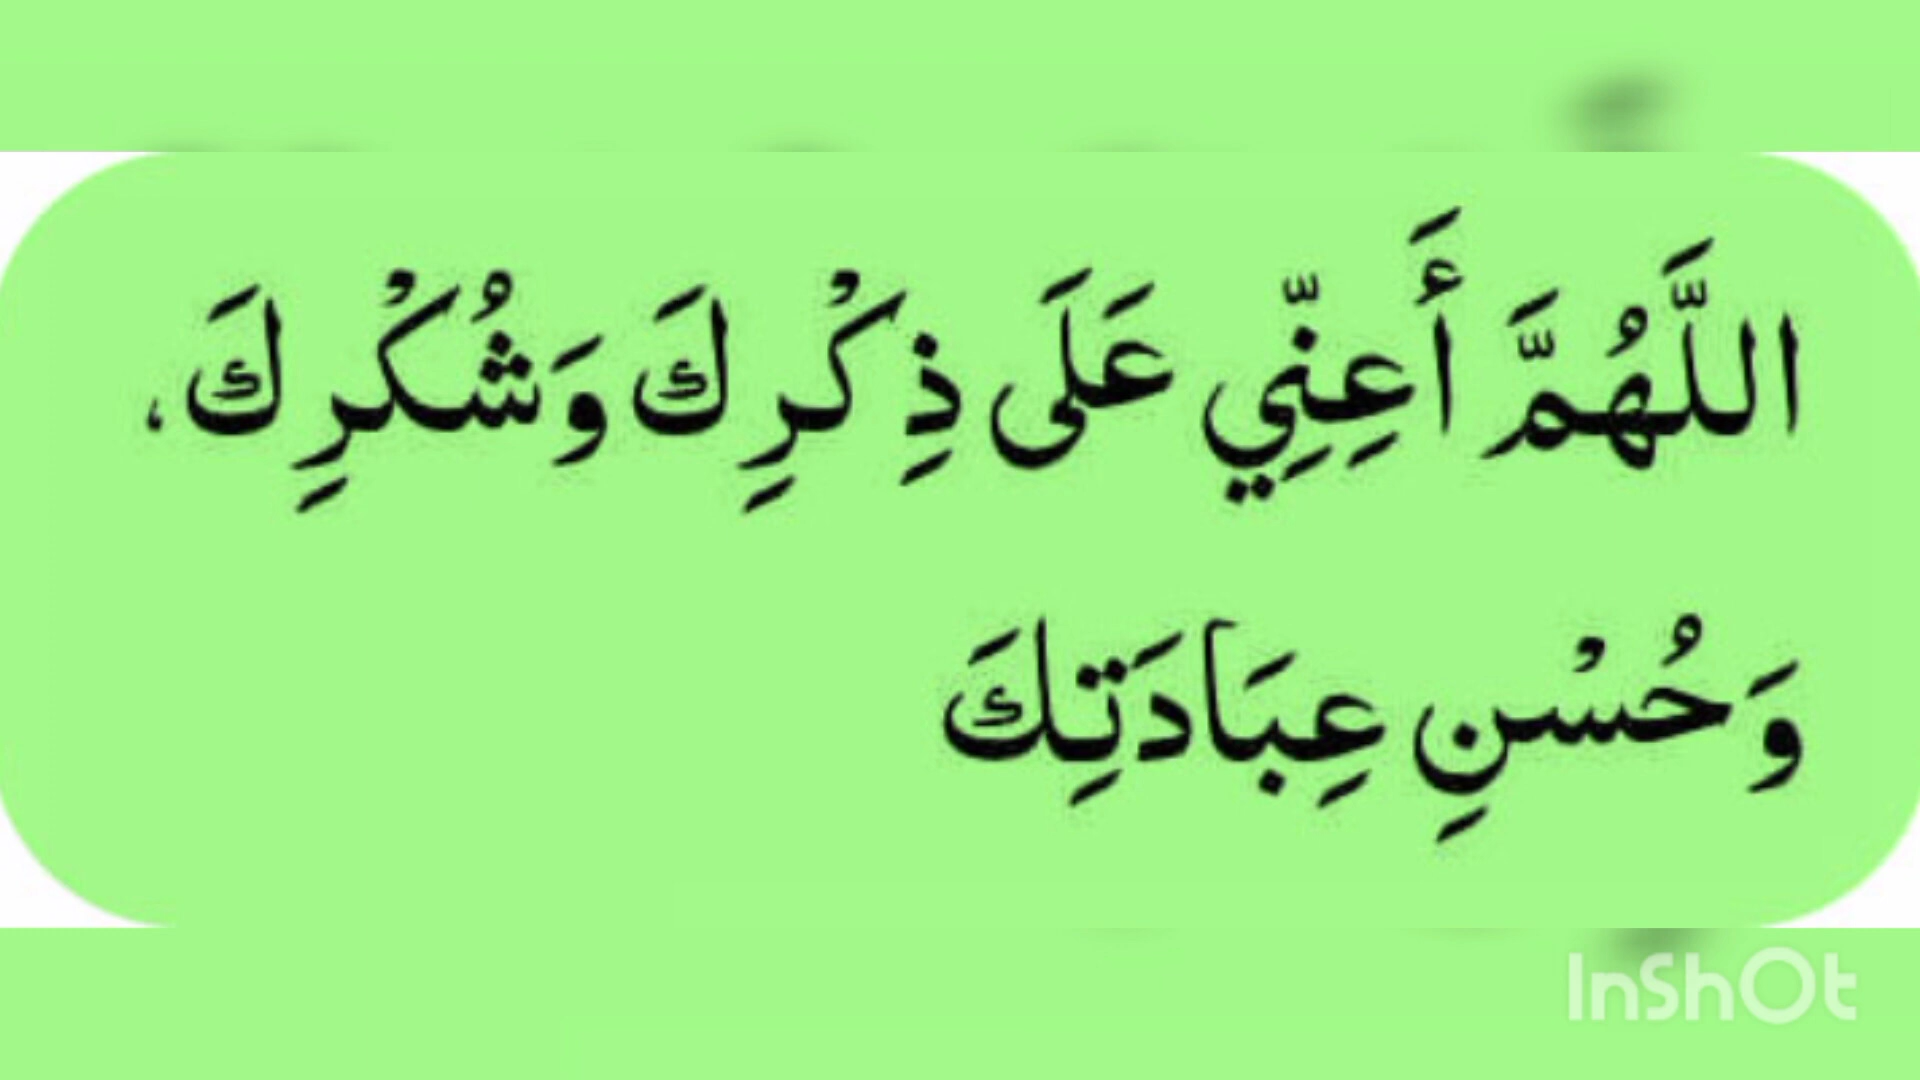 اللَّهُمَّ أَعِنِّي عَلَى ذِكْرِكَ وَشُكْرِكَ،
وَحُسْنِ عِبَادَتِكَ
InShOt